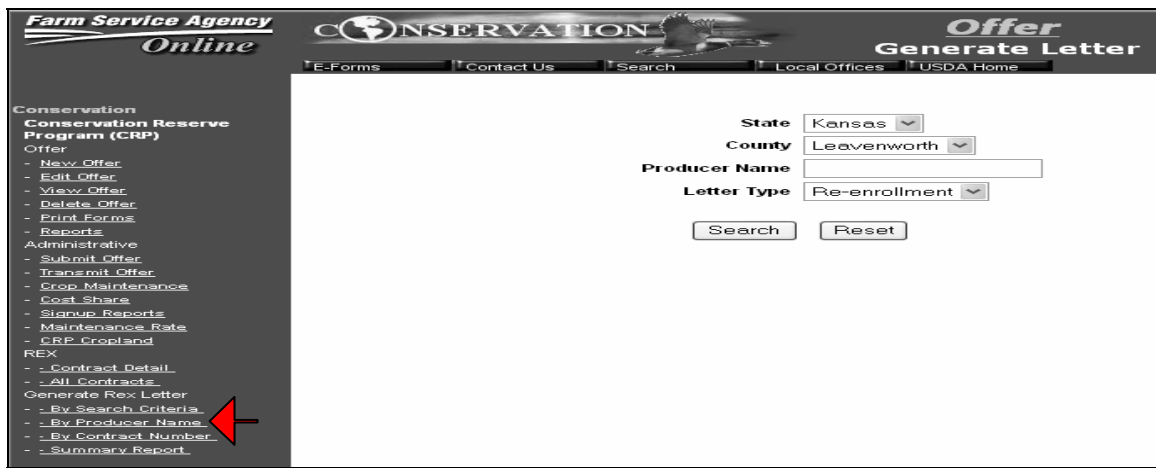 Farm Service Agency
Online
CONSERVATION
Offer
Generate Letter
E-Forms Contact Us Search Local Offices USDA Home
Conservation
Conservation Reserve
Program (CRP)
Offer
- New Offer
- Edit Offer
- View Offer
- Delete Offer
- Print Forms
- Reports
Administrative
- Submit Offer
- Transmit Offer
- Crop Maintenance
- Cost Share
- Signup Reports
- Maintenance Rate
- CRP Cropland
REX
- - Contract Detail
- - All Contracts
Generate Rex Letter
- - By Search Criteria
- - By Producer Name
- - By Contract Number
- - Summary Report
State Kansas
County Leavenworth
Producer Name
Letter Type Re-enrollment
Search Reset